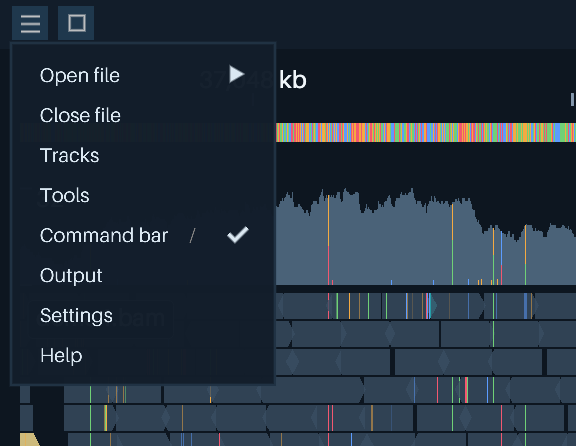 kb
Open file
Close file
Tracks
Tools
Command bar /
Output
Settings
Help